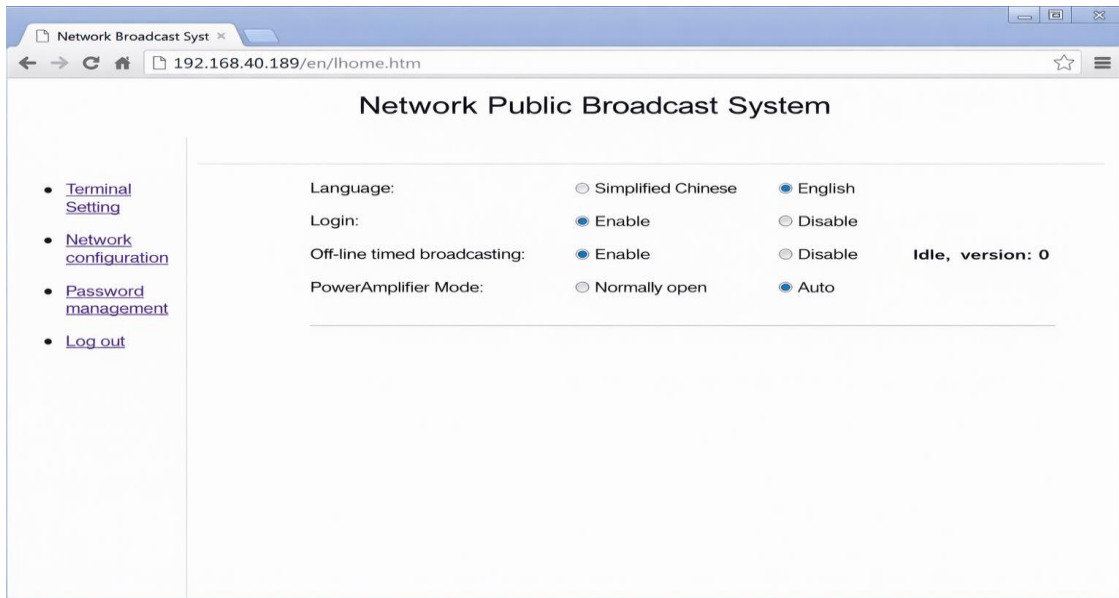 Network Broadcast Syst
192.168.40.189/en/lhome.htm
Network Public Broadcast System
Terminal
Setting
Network
configuration
Password
management
Log out
Language: Simplified Chinese English
Login: Enable Disable
Off-line timed broadcasting: Enable Disable Idle, version: 0
PowerAmplifier Mode: Normally open Auto